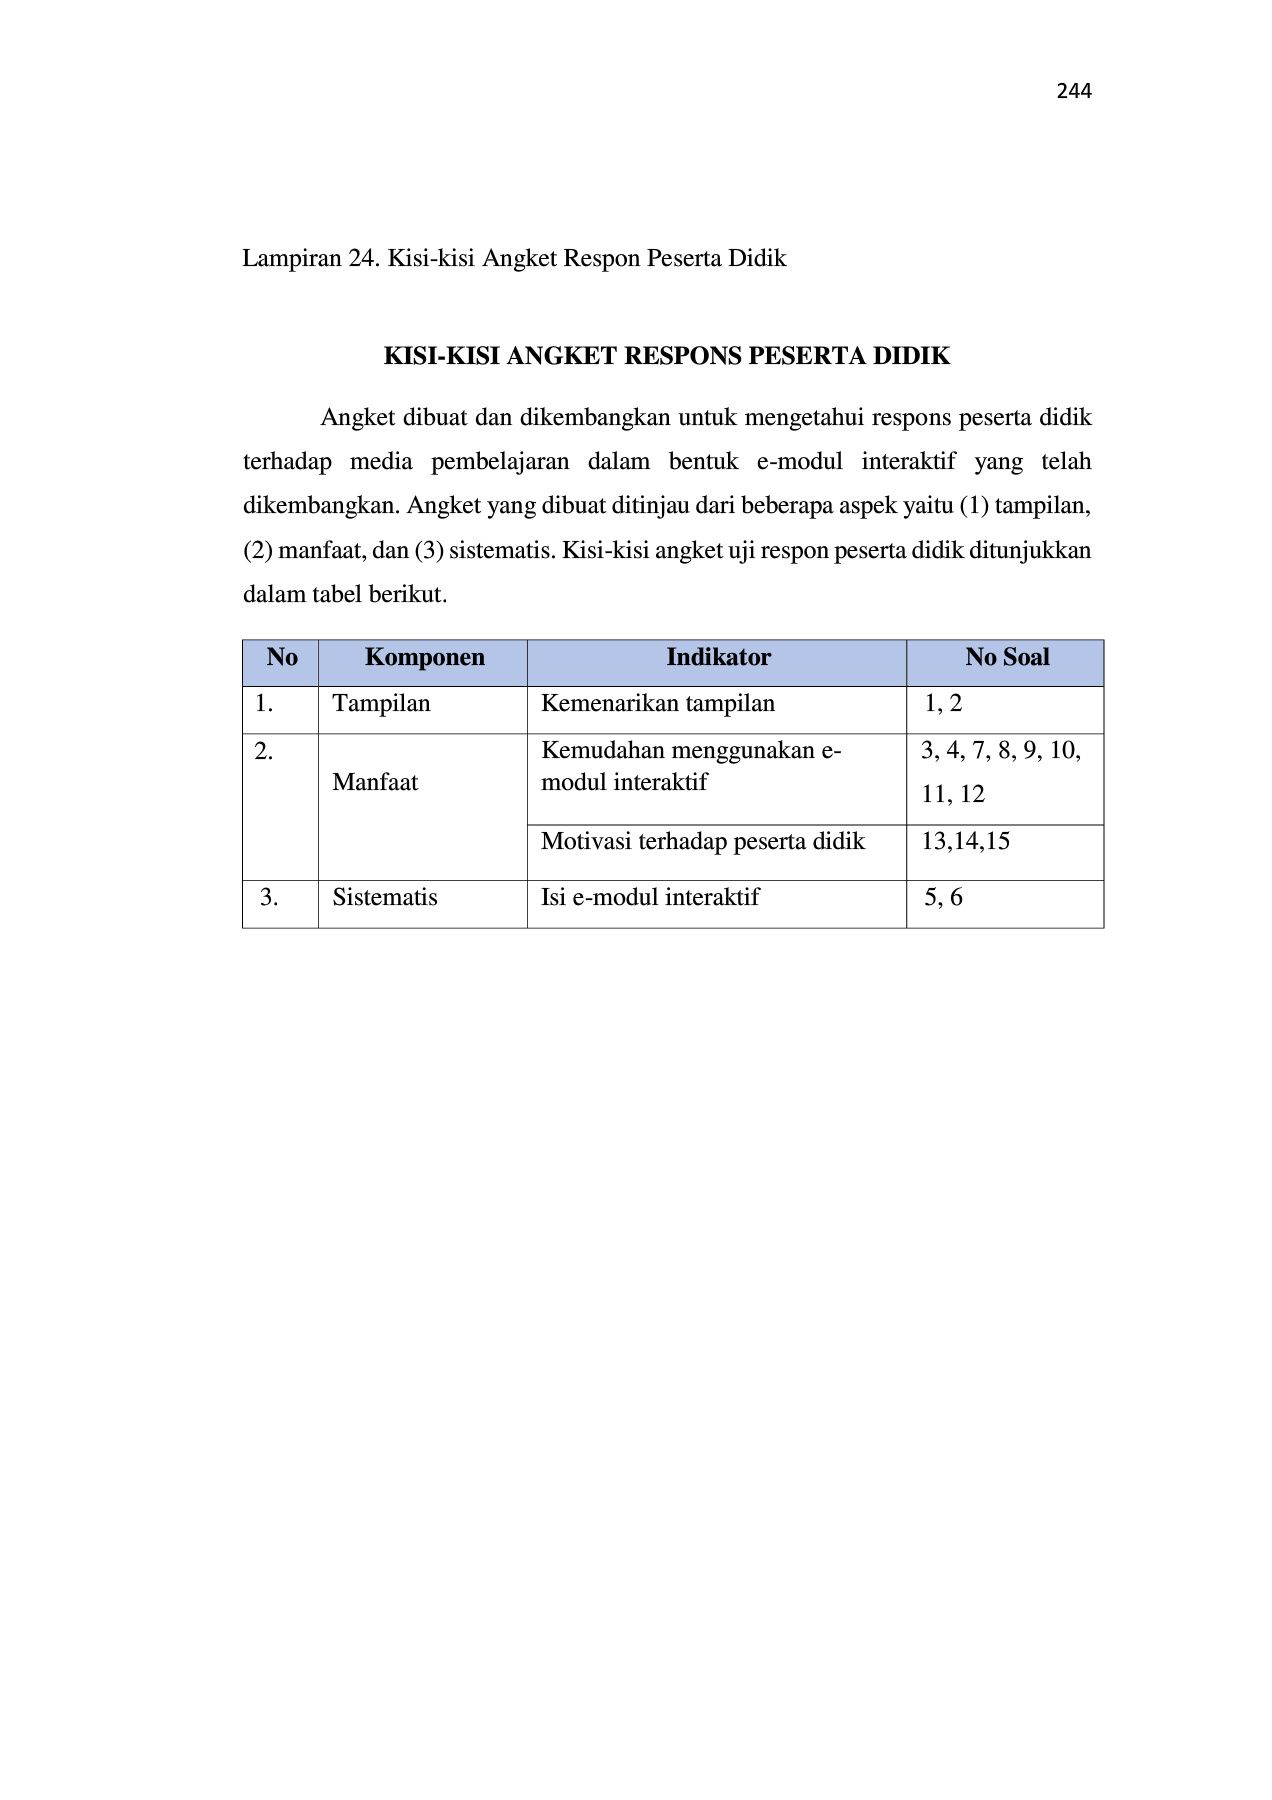 244
Lampiran 24. Kisi-kisi Angket Respon Peserta Didik
KISI-KISI ANGKET RESPONS PESERTA DIDIK
Angket dibuat dan dikembangkan untuk mengetahui respons peserta didik
terhadap media pembelajaran dalam bentuk e-modul interaktif yang telah
dikembangkan. Angket yang dibuat ditinjau dari beberapa aspek yaitu (1) tampilan,
(2) manfaat, dan (3) sistematis. Kisi-kisi angket uji respon peserta didik ditunjukkan
dalam tabel berikut.
No Komponen Indikator No Soal
1. Tampilan Kemenarikan tampilan 1, 2
2. Manfaat Kemudahan menggunakan e-
modul interaktif 3, 4, 7, 8, 9, 10,
11, 12
Motivasi terhadap peserta didik 13,14,15
3. Sistematis Isi e-modul interaktif 5, 6